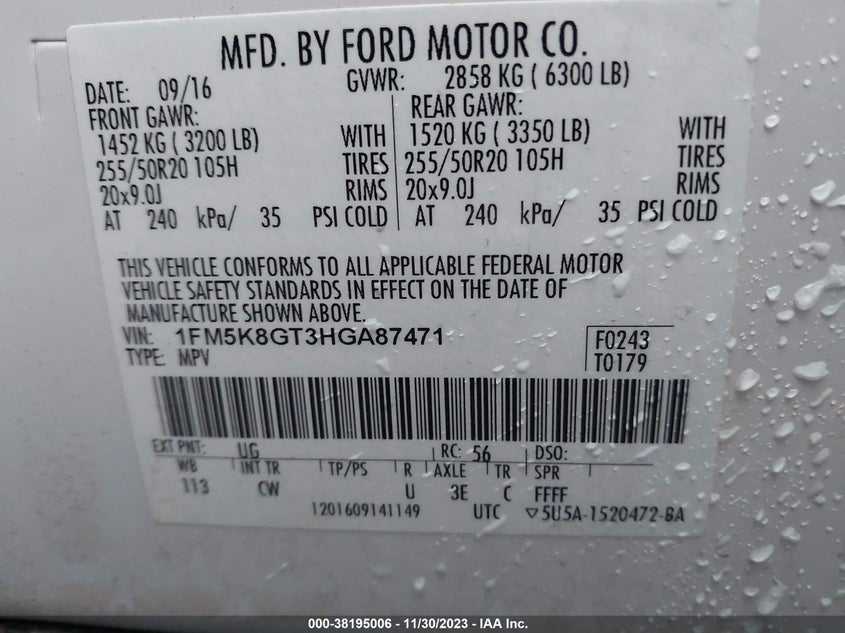 MFD. BY FORD MOTOR CO.
DATE: 09/16 GVWR: 2858 KG ( 6300 LB)
FRONT GAWR: REAR GAWR:
1452 KG ( 3200 LB) WITH 1520 KG ( 3350 LB) WITH
255/50R20 105H TIRES 255/50R20 105H TIRES
20x9.0J RIMS 20x9.0J RIMS
AT 240 kPa/ 35 PSI COLD AT 240 kPa/ 35 PSI COLD
THIS VEHICLE CONFORMS TO ALL APPLICABLE FEDERAL MOTOR
VEHICLE SAFETY STANDARDS IN EFFECT ON THE DATE OF
MANUFACTURE SHOWN ABOVE.
VIN: 1FM5K8GT3HGA87471 F0243
TYPE: MPV T0179
EXT PNT: UG RC: 56 DSO:
WB INT TR TP/PS R AXLE TR SPR
113 CW U 3E C FFFF
1201609141149 UTC ▽5U5A-1520472-BA
000-38195006 - 11/30/2023 - IAA Inc.